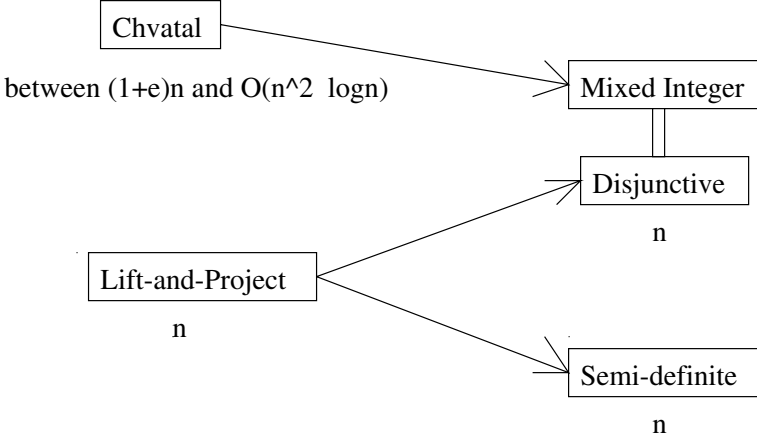 Chvatal
between (1+e)n and O(n^2 logn)
Mixed Integer
Disjunctive
n
Lift-and-Project
n
Semi-definite
n